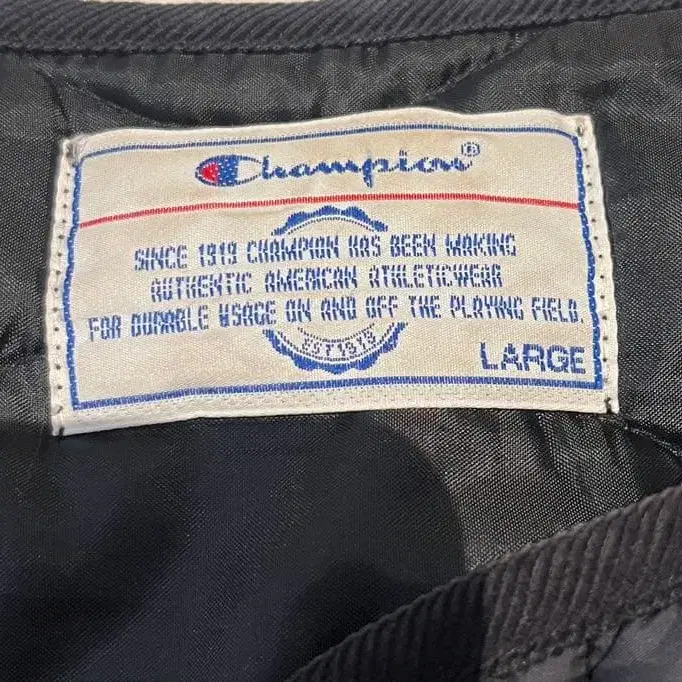 Champion®
SINCE 1919 CHAMPION HAS BEEN MAKING
AUTHENTIC AMERICAN ATHLETICWEAR
FOR DURABLE USAGE ON AND OFF THE PLAYING FIELD.
EST 1919
LARGE